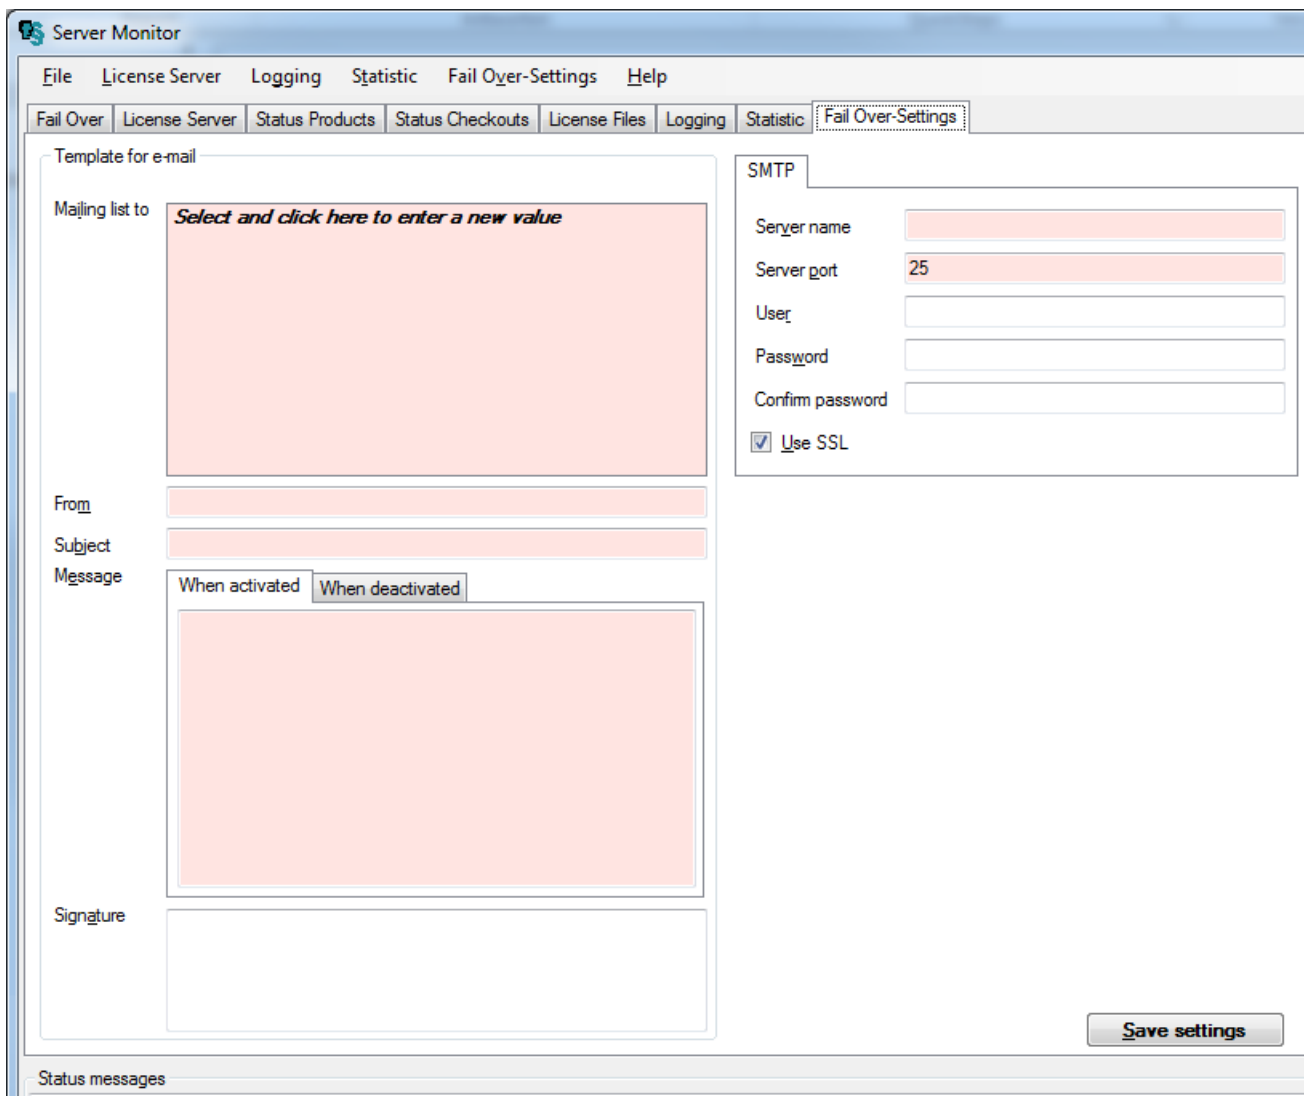 Server Monitor
File License Server Logging Statistic Fail Over-Settings Help
Fail Over License Server Status Products Status Checkouts License Files Logging Statistic Fail Over-Settings
Template for e-mail
Mailing list to
Select and click here to enter a new value
From
Subject
Message
When activated When deactivated
Signature
SMTP
Server name
Server port 25
User
Password
Confirm password
Use SSL
Save settings
Status messages